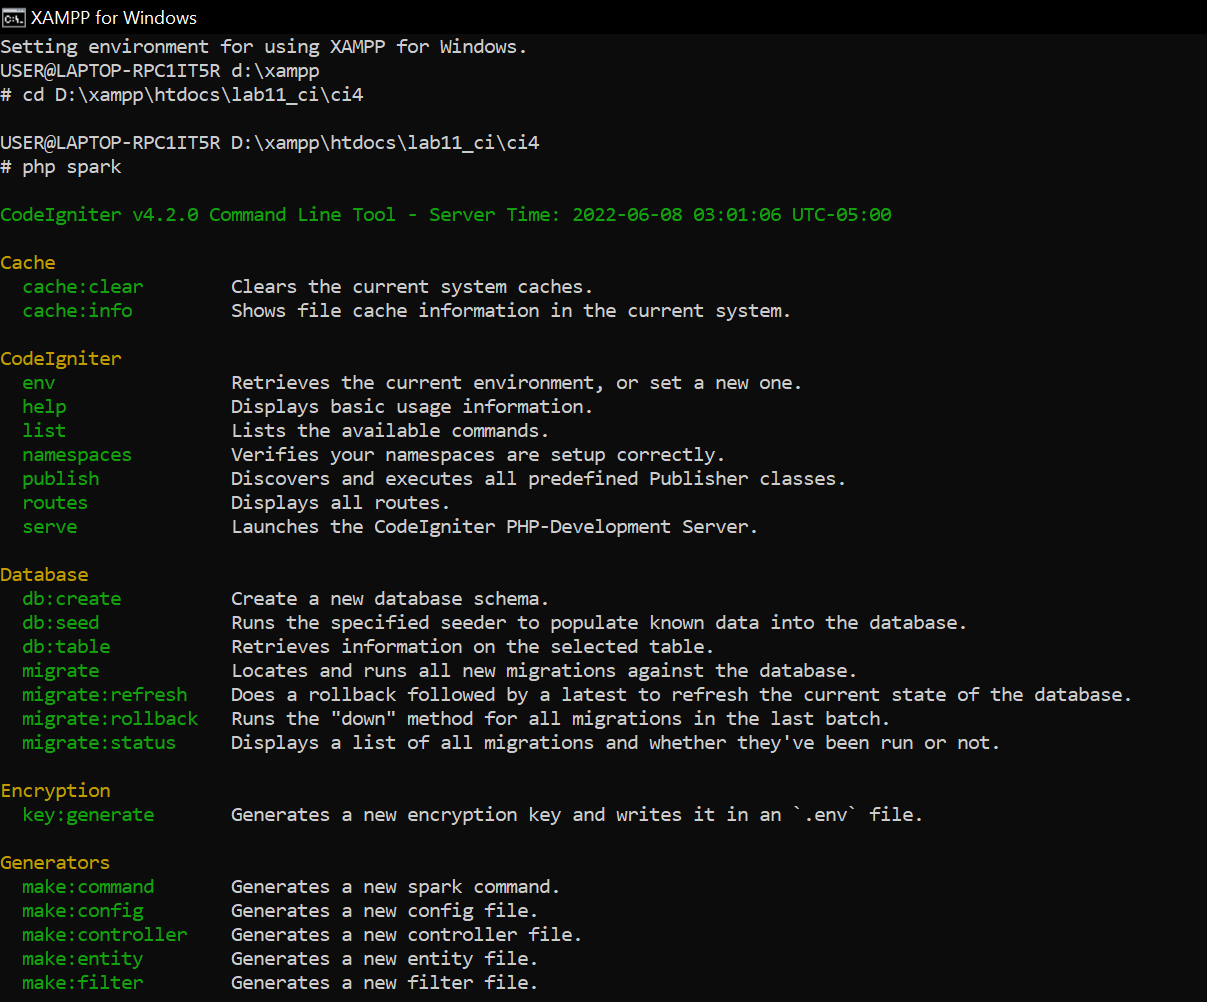 XAMPP for Windows
Setting environment for using XAMPP for Windows.
USER@LAPTOP-RPC1IT5R d:\xampp
# cd D:\xampp\htdocs\lab11_ci\ci4
USER@LAPTOP-RPC1IT5R D:\xampp\htdocs\lab11_ci\ci4
# php spark
CodeIgniter v4.2.0 Command Line Tool - Server Time: 2022-06-08 03:01:06 UTC-05:00
Cache
cache:clear Clears the current system caches.
cache:info Shows file cache information in the current system.
CodeIgniter
env Retrieves the current environment, or set a new one.
help Displays basic usage information.
list Lists the available commands.
namespaces Verifies your namespaces are setup correctly.
publish Discovers and executes all predefined Publisher classes.
routes Displays all routes.
serve Launches the CodeIgniter PHP-Development Server.
Database
db:create Create a new database schema.
db:seed Runs the specified seeder to populate known data into the database.
db:table Retrieves information on the selected table.
migrate Locates and runs all new migrations against the database.
migrate:refresh Does a rollback followed by a latest to refresh the current state of the database.
migrate:rollback Runs the "down" method for all migrations in the last batch.
migrate:status Displays a list of all migrations and whether they've been run or not.
Encryption
key:generate Generates a new encryption key and writes it in an `.env` file.
Generators
make:command Generates a new spark command.
make:config Generates a new config file.
make:controller Generates a new controller file.
make:entity Generates a new entity file.
make:filter Generates a new filter file.